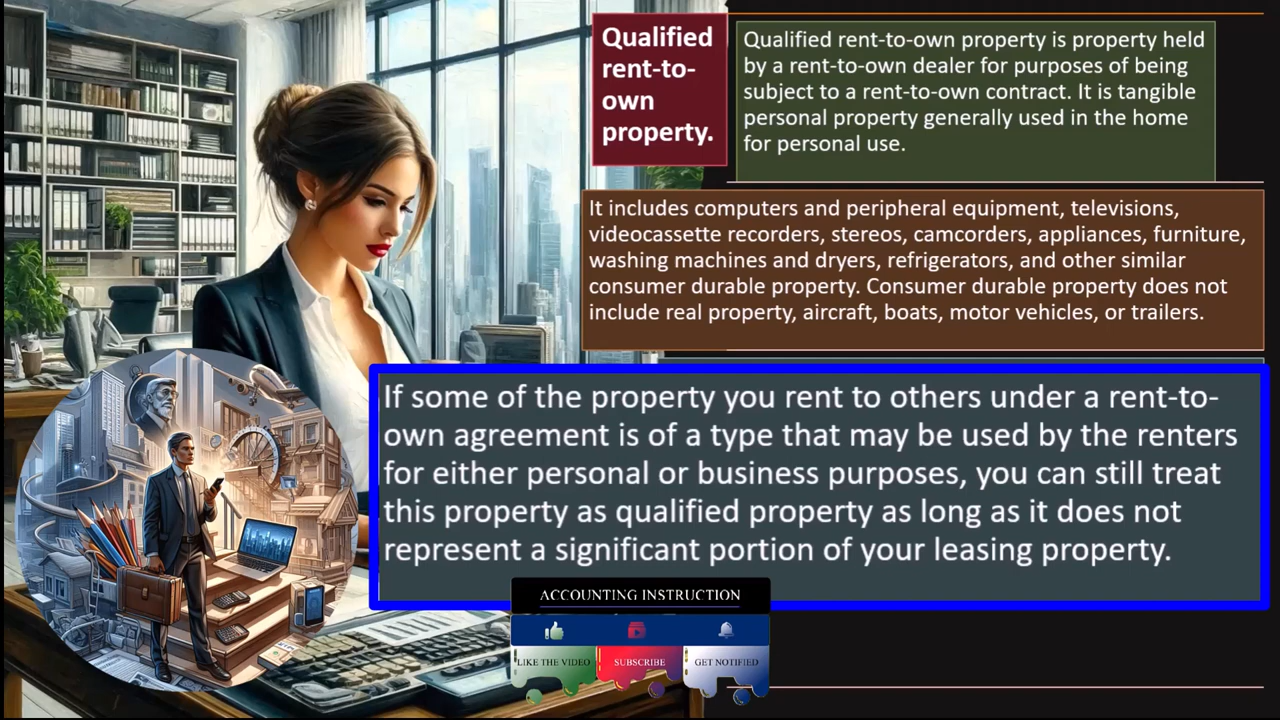 Qualified
rent-to-
own
property.
Qualified rent-to-own property is property held
by a rent-to-own dealer for purposes of being
subject to a rent-to-own contract. It is tangible
personal property generally used in the home
for personal use.
It includes computers and peripheral equipment, televisions,
videocassette recorders, stereos, camcorders, appliances, furniture,
washing machines and dryers, refrigerators, and other similar
consumer durable property. Consumer durable property does not
include real property, aircraft, boats, motor vehicles, or trailers.
If some of the property you rent to others under a rent-to-
own agreement is of a type that may be used by the renters
for either personal or business purposes, you can still treat
this property as qualified property as long as it does not
represent a significant portion of your leasing property.
ACCOUNTING INSTRUCTION
LIKE THE VIDEO
SUBSCRIBE
GET NOTIFIED